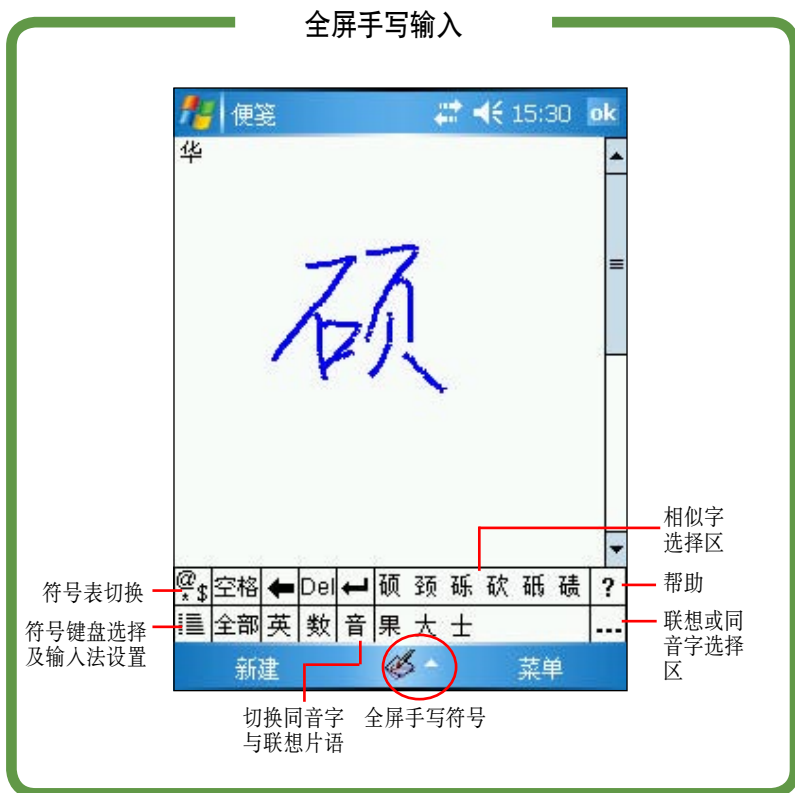 全屏手写输入
便笺
15:30
ok
华
硕
相似字
选择区
符号表切换
@*$ 空格 Del 硕 颈 砾 砍 砥 碛 ?
帮助
符号键盘选择
及输入法设置
全部 英 数 音 果 大 士 ...
联想或同
音字选择
区
新建
菜单
切换同音字
与联想片语
全屏手写符号